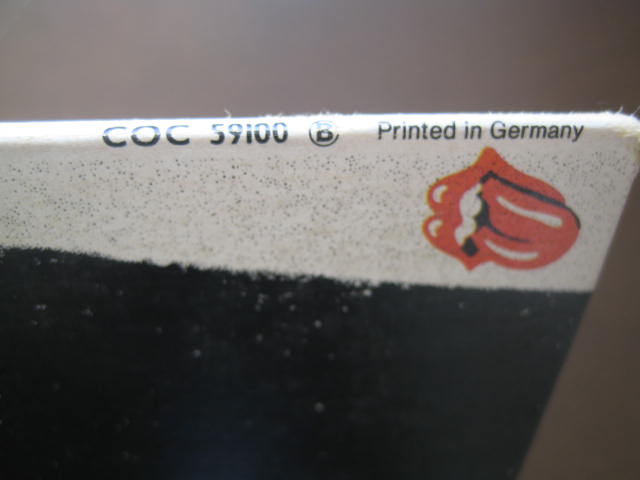 COC 59100 Ⓑ Printed in Germany